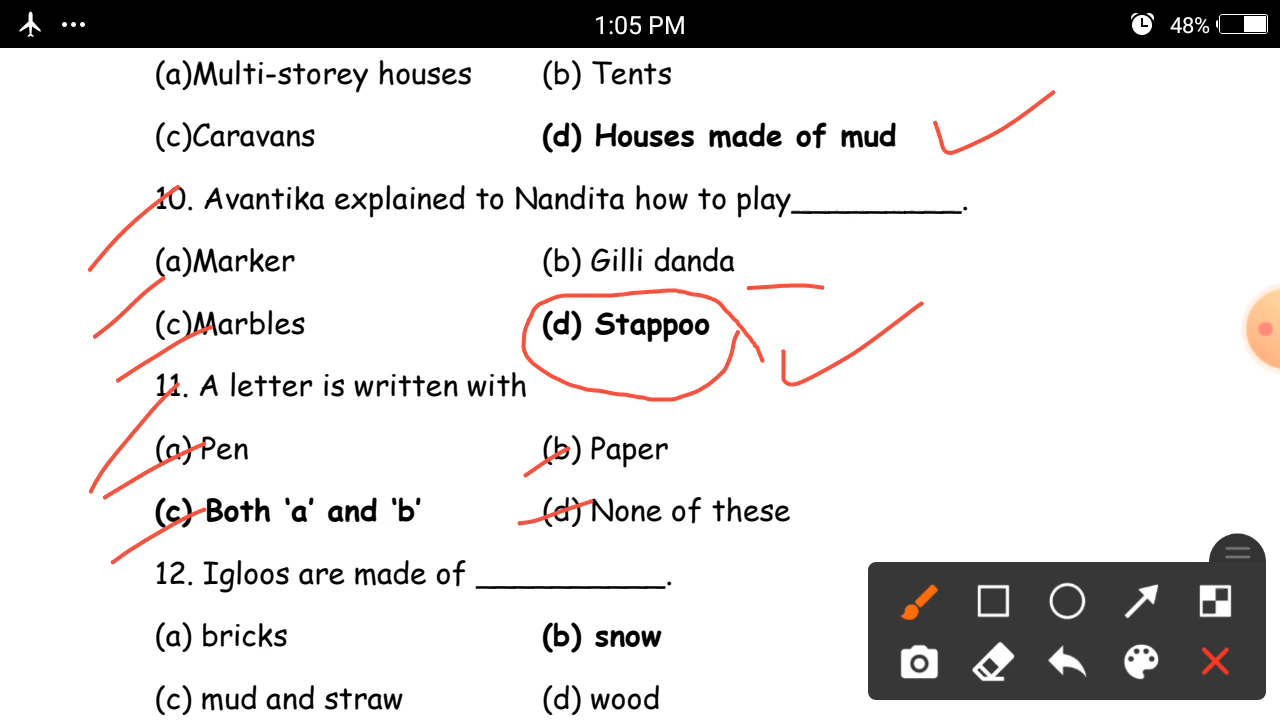 1:05 PM 48%
(a)Multi-storey houses (b) Tents
(c)Caravans (d) Houses made of mud
10. Avantika explained to Nandita how to play__________.
(a)Marker (b) Gilli danda
(c)Marbles (d) Stappoo
11. A letter is written with
(a) Pen (b) Paper
(c) Both ‘a’ and ‘b’ (d) None of these
12. Igloos are made of ___________.
(a) bricks (b) snow
(c) mud and straw (d) wood